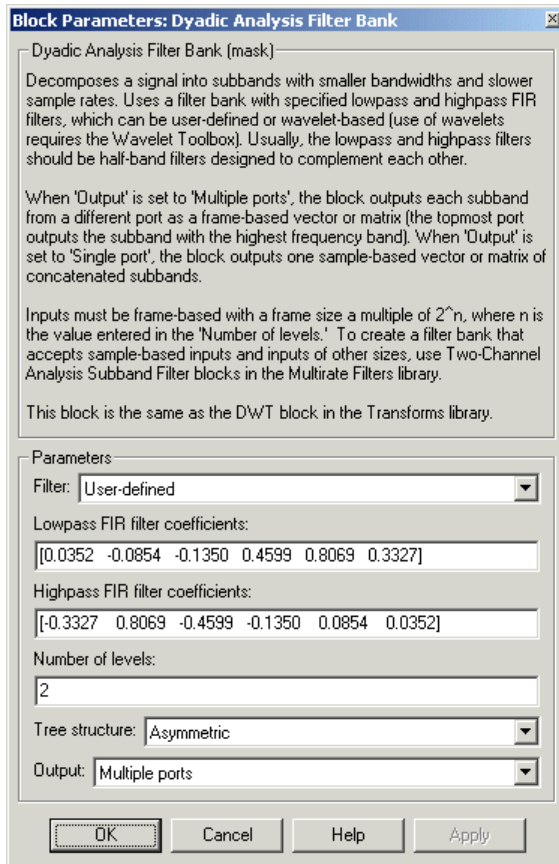 Block Parameters: Dyadic Analysis Filter Bank
Dyadic Analysis Filter Bank (mask)
Decomposes a signal into subbands with smaller bandwidths and slower
sample rates. Uses a filter bank with specified lowpass and highpass FIR
filters, which can be user-defined or wavelet-based (use of wavelets
requires the Wavelet Toolbox). Usually, the lowpass and highpass filters
should be half-band filters designed to complement each other.
When 'Output' is set to 'Multiple ports', the block outputs each subband
from a different port as a frame-based vector or matrix (the topmost port
outputs the subband with the highest frequency band). When 'Output' is
set to 'Single port', the block outputs one sample-based vector or matrix of
concatenated subbands.
Inputs must be frame-based with a frame size a multiple of 2^n, where n is
the value entered in the 'Number of levels.' To create a filter bank that
accepts sample-based inputs and inputs of other sizes, use Two-Channel
Analysis Subband Filter blocks in the Multirate Filters library.
This block is the same as the DWT block in the Transforms library.
Parameters
Filter: User-defined
Lowpass FIR filter coefficients:
[0.0352 -0.0854 -0.1350 0.4599 0.8069 0.3327]
Highpass FIR filter coefficients:
[-0.3327 0.8069 -0.4599 -0.1350 0.0854 0.0352]
Number of levels:
2
Tree structure: Asymmetric
Output: Multiple ports
OK Cancel Help Apply